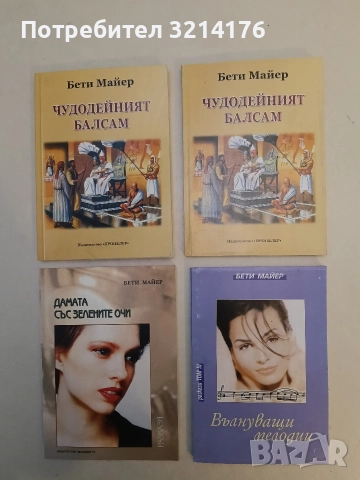 Потребител 3214176
Бети Майер
ЧУДОДЕЙНИЯТ
БАЛСАМ
Бети Майер
ЧУДОДЕЙНИЯТ
БАЛСАМ
БЕТИ МАЙЕР
ДАМАТА
СЪС ЗЕЛЕНИТЕ ОЧИ
БЕТИ МАЙЕР
Вълнуващи
мелодии
BAZAR